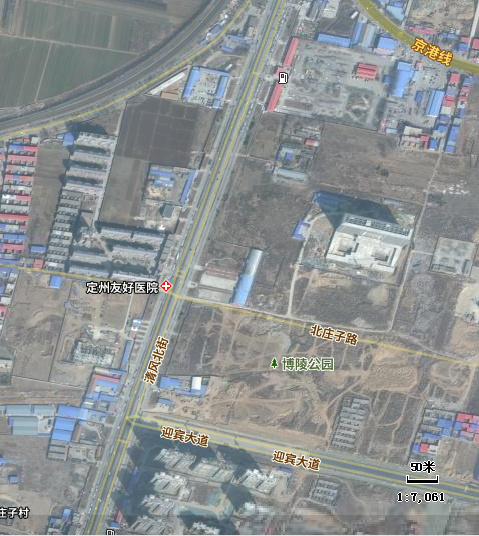 京港线
定州友好医院
北庄子路
清风北街
博陵公园
迎宾大道
迎宾大道
50米
1:7,061
庄子村